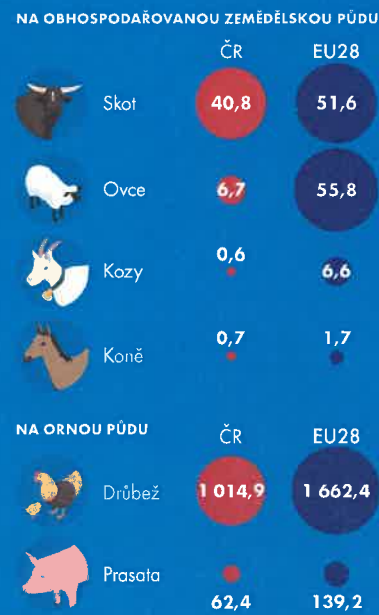 NA OBHOSPODAŘOVANOU ZEMĚDĚLSKOU PŮDU
ČR EU28
Skot 40,8 51,6
Ovce 6,7 55,8
Kozy 0,6 6,6
Koně 0,7 1,7
NA ORNOU PŮDU
ČR EU28
Drůbež 1 014,9 1 662,4
Prasata 62,4 139,2